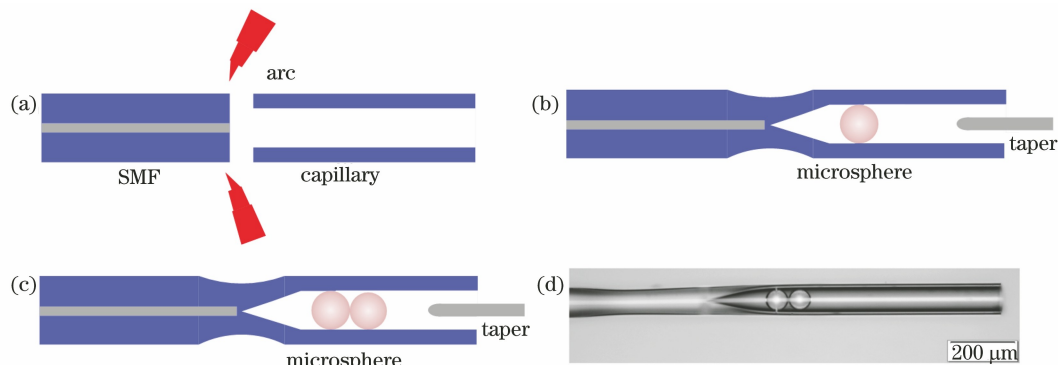 (a)
arc
SMF
capillary
(b)
taper
microsphere
(c)
taper
microsphere
(d)
200 μm